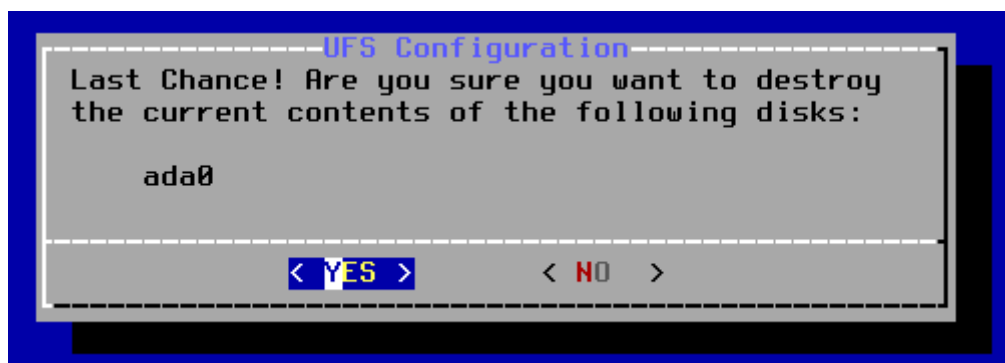 UFS Configuration
Last Chance! Are you sure you want to destroy
the current contents of the following disks:
ada0
< YES > < NO >